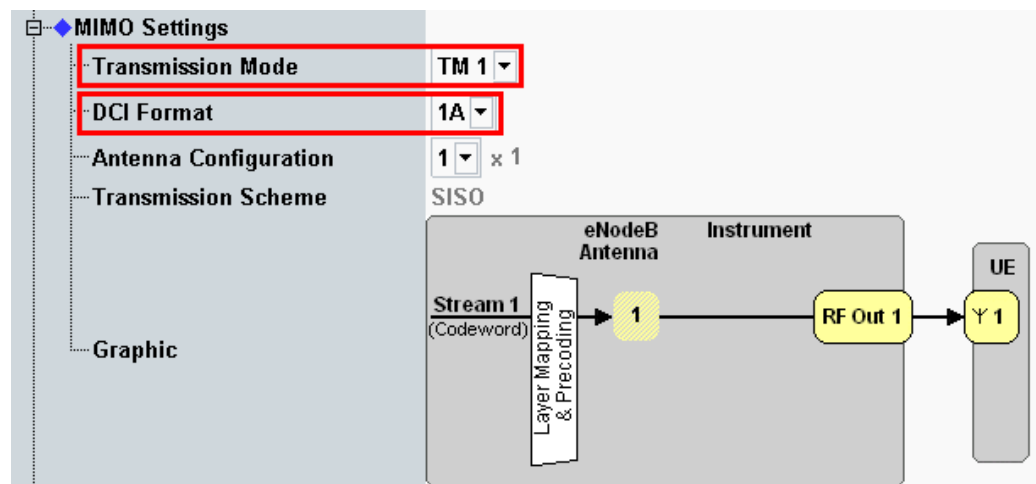 MIMO Settings
Transmission Mode TM 1
DCI Format 1A
Antenna Configuration 1 x 1
Transmission Scheme SISO
Graphic
eNodeB
Antenna
Instrument
UE
Stream 1
(Codeword)
Layer Mapping
& Precoding
1
RF Out 1
1